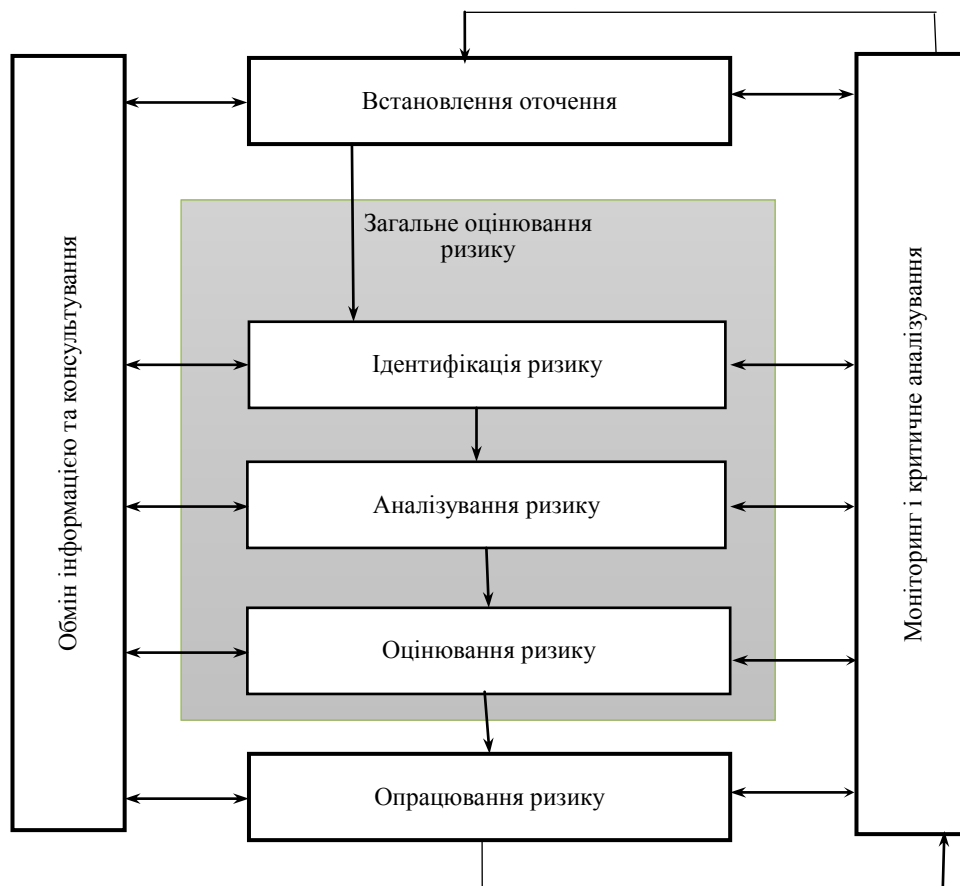 Встановлення оточення
Обмін інформацією та консультування
Загальне оцінювання
ризику
Моніторинг і критичне аналізування
Ідентифікація ризику
Аналізування ризику
Оцінювання ризику
Опрацювання ризику